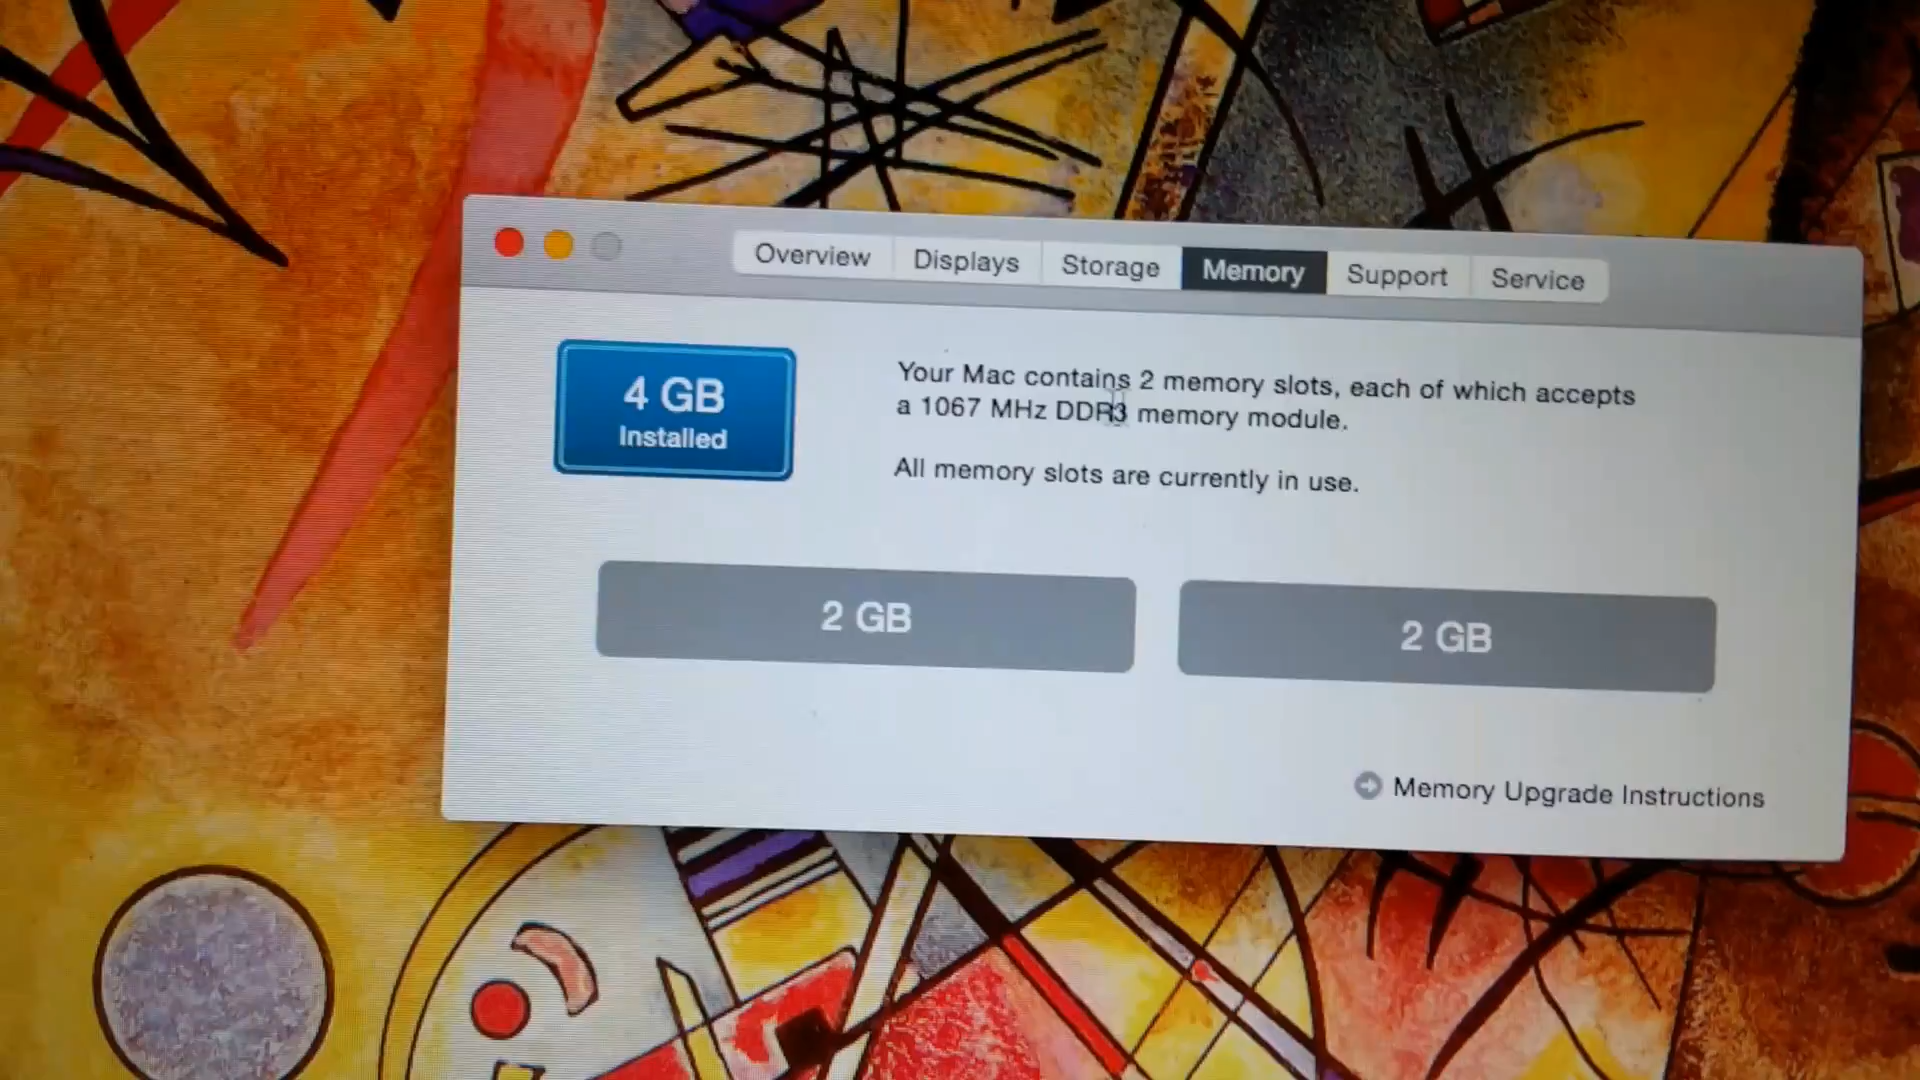 Overview Displays Storage Memory Support Service
4 GB
Installed
Your Mac contains 2 memory slots, each of which accepts
a 1067 MHz DDR3 memory module.
All memory slots are currently in use.
2 GB
2 GB
Memory Upgrade Instructions